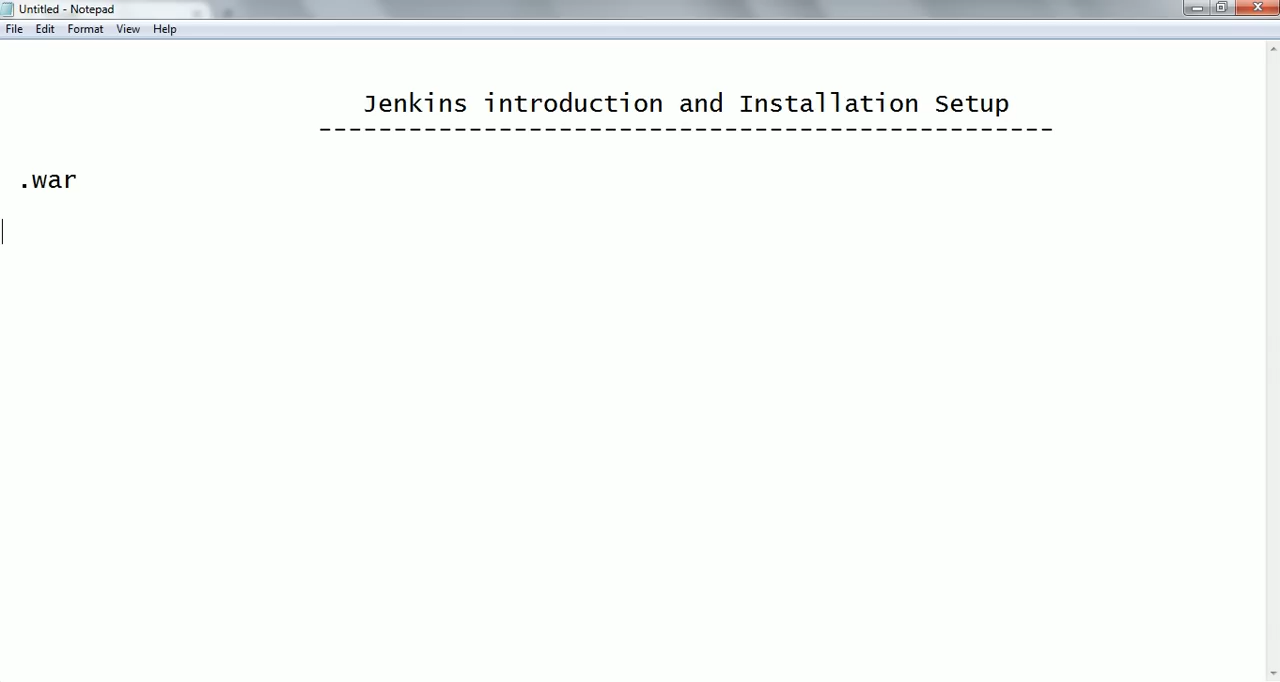 Untitled - Notepad
File Edit Format View Help
Jenkins introduction and Installation Setup
-------------------------------------------------
.war